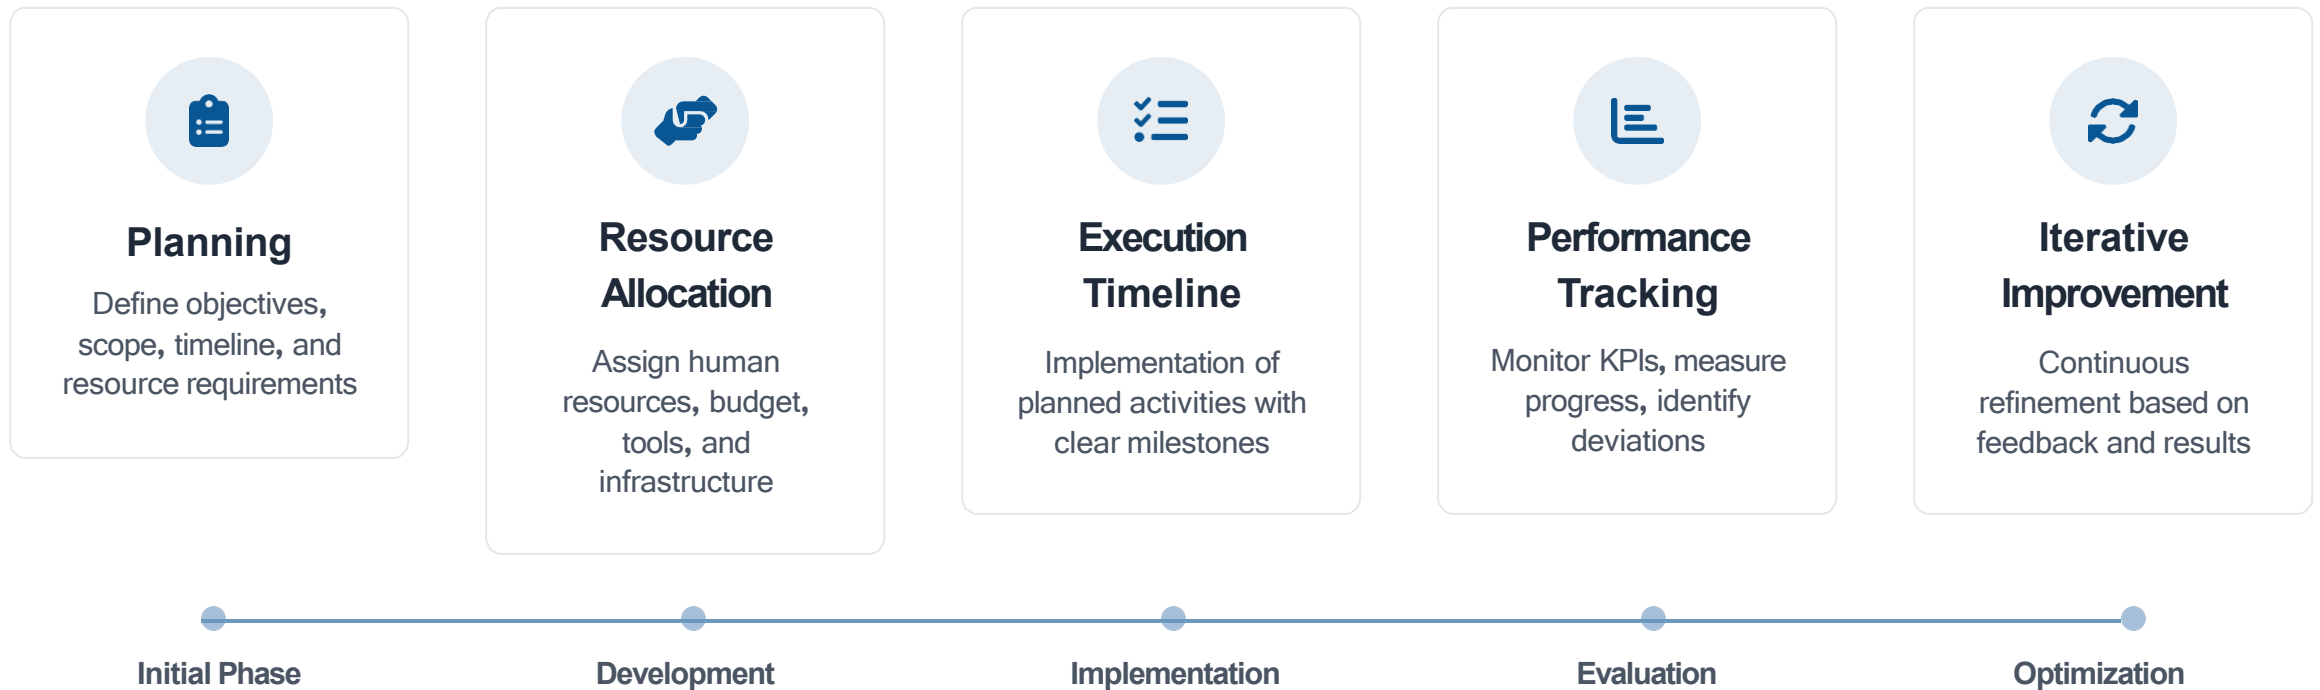 Planning
Define objectives,
scope, timeline, and
resource requirements
Resource
Allocation
Assign human
resources, budget,
tools, and
infrastructure
Execution
Timeline
Implementation of
planned activities with
clear milestones
Performance
Tracking
Monitor KPIs, measure
progress, identify
deviations
Iterative
Improvement
Continuous
refinement based on
feedback and results
Initial Phase
Development
Implementation
Evaluation
Optimization